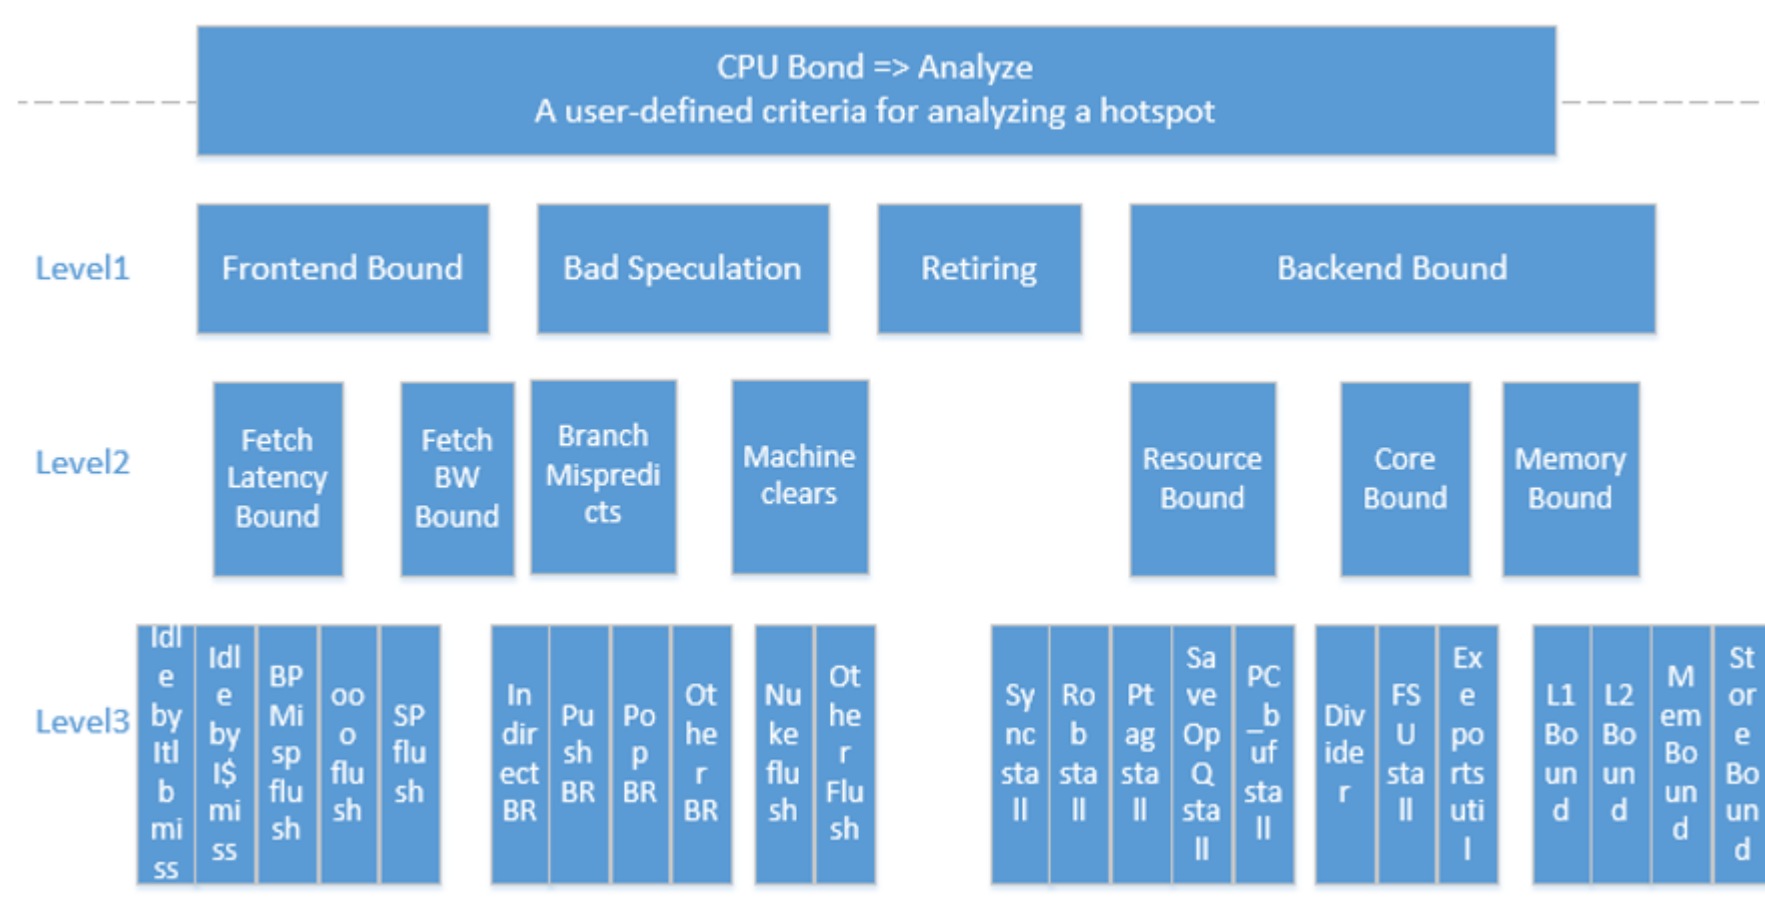 CPU Bond => Analyze
A user-defined criteria for analyzing a hotspot
Level1
Frontend Bound
Bad Speculation
Retiring
Backend Bound
Level2
Fetch
Latency
Bound
Fetch
BW
Bound
Branch
Mispredi
cts
Machine
clears
Resource
Bound
Core
Bound
Memory
Bound
Level3
Idl
e
by
Itl
b
mi
ss
Idl
e
by
I$
mi
ss
BP
Mi
sp
flu
sh
oo
o
flu
sh
SP
flu
sh
In
dir
ect
BR
Pu
sh
BR
Po
p
BR
Ot
he
r
BR
Nu
ke
flu
sh
Ot
he
r
Flu
sh
Sy
nc
sta
ll
Ro
b
sta
ll
Pt
ag
sta
ll
Sa
ve
Op
Q
sta
ll
PC
_b
uf
sta
ll
Div
ide
r
FS
U
sta
ll
Ex
e
po
rts
uti
l
L1
Bo
un
d
L2
Bo
un
d
M
em
Bo
un
d
St
or
e
Bo
un
d